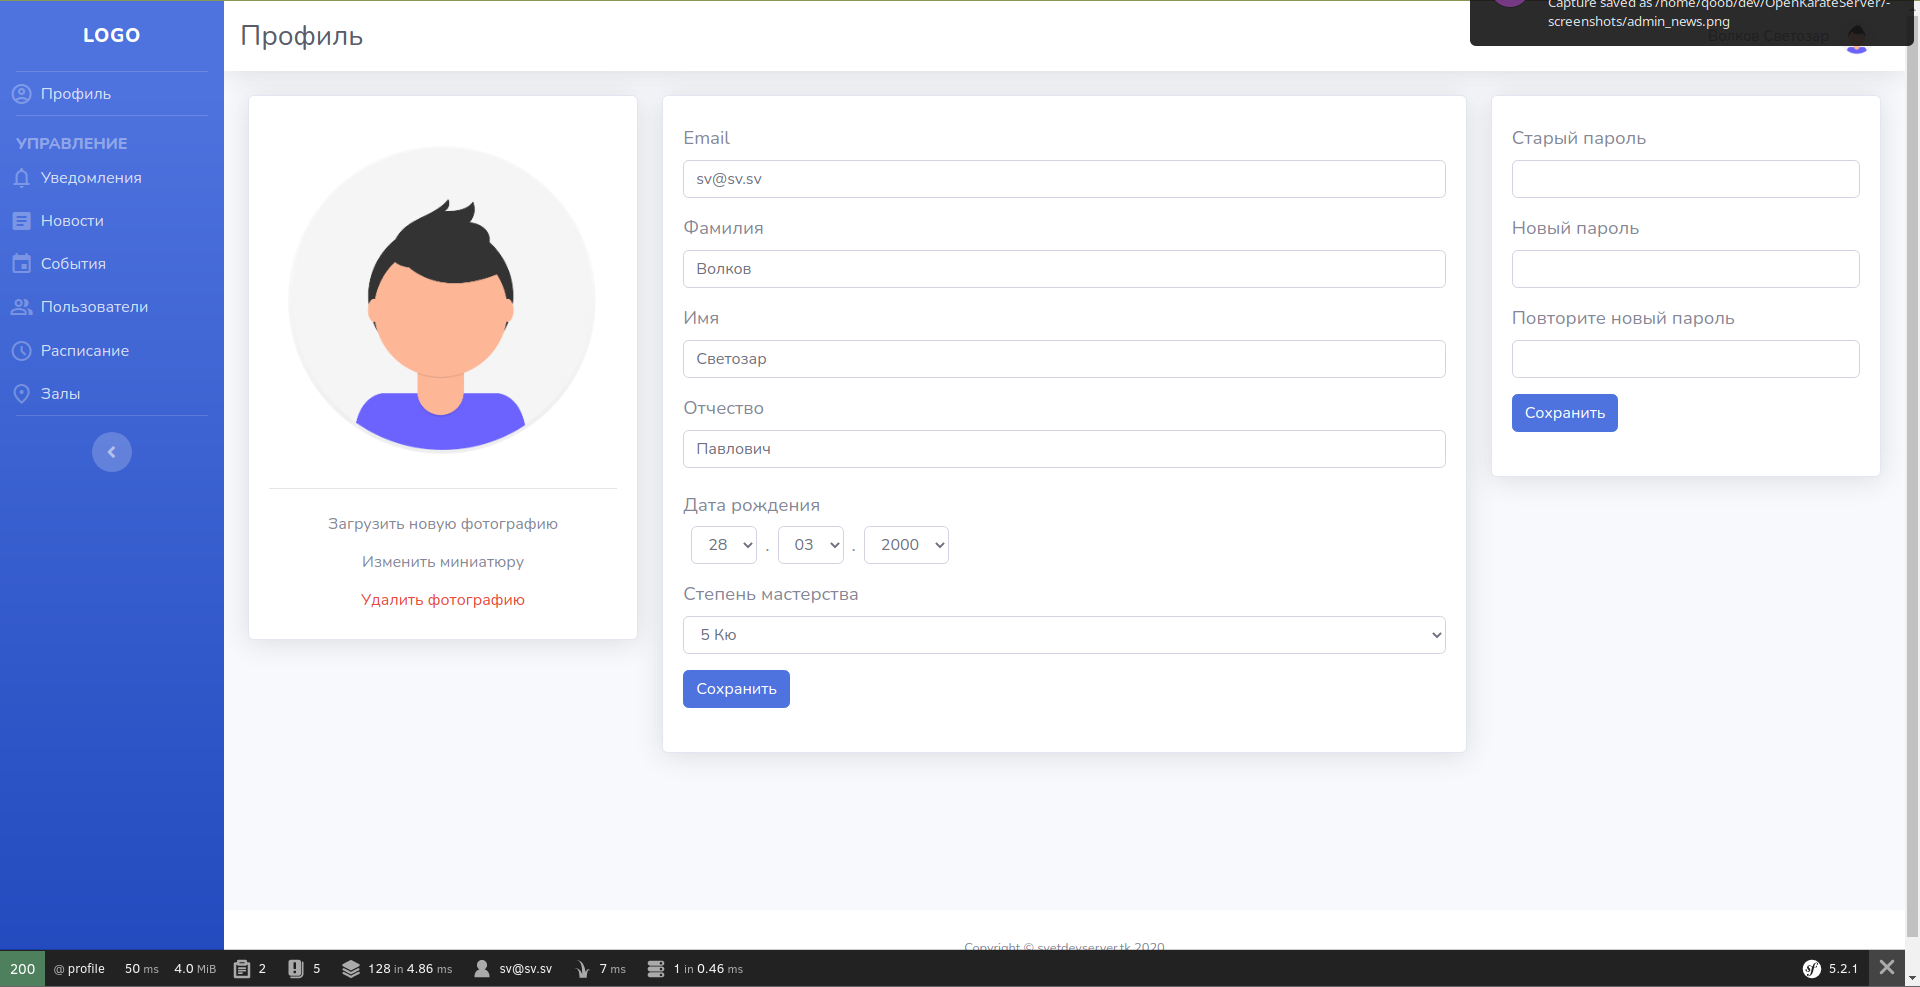 LOGO
Профиль
УПРАВЛЕНИЕ
Уведомления
Новости
События
Пользователи
Расписание
Залы
Профиль
Capture saved as /home/qoob/dev/OpenKarateServer/-
screenshots/admin_news.png
Волков Светозар
Загрузить новую фотографию
Изменить миниатюру
Удалить фотографию
Email
sv@sv.sv
Фамилия
Волков
Имя
Светозар
Отчество
Павлович
Дата рождения
28 . 03 . 2000
Степень мастерства
5 Кю
Сохранить
Старый пароль
Новый пароль
Повторите новый пароль
Сохранить
Copyright © svetdevserver.tk 2020
200 @ profile 50 ms 4.0 MiB 2 5 128 in 4.86 ms sv@sv.sv 7 ms 1 in 0.46 ms sf 5.2.1